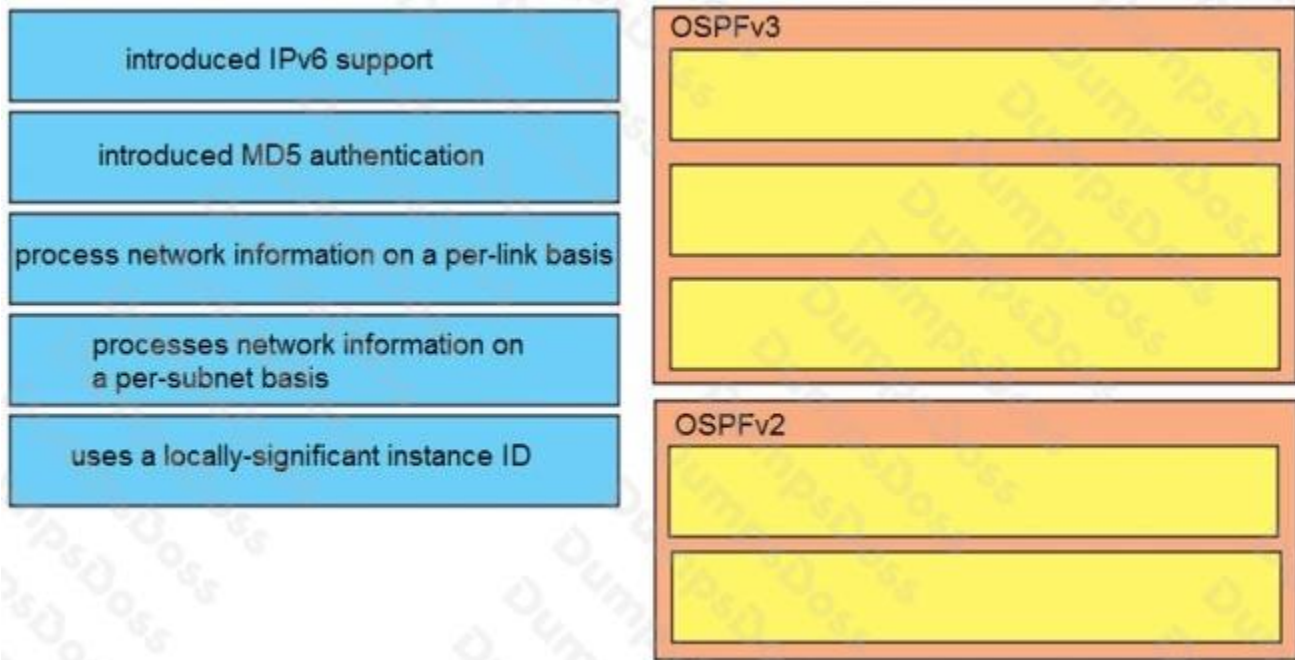 introduced IPv6 support
introduced MD5 authentication
process network information on a per-link basis
processes network information on
a per-subnet basis
uses a locally-significant instance ID
OSPFv3
OSPFv2
DumpsDoss